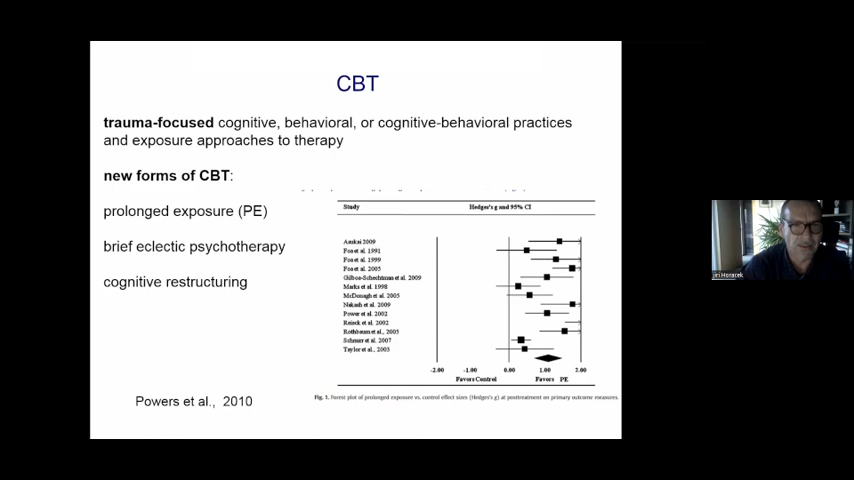 CBT
trauma-focused cognitive, behavioral, or cognitive-behavioral practices
and exposure approaches to therapy
new forms of CBT:
prolonged exposure (PE)
brief eclectic psychotherapy
cognitive restructuring
Study Hedges's g and 95% CI
Asukai 2009
Foa et al. 1991
Foa et al. 1999
Foa et al. 2005
Gilboa-Schechtman et al. 2009
Marks et al. 1998
McDonagh et al. 2005
Nakash et al. 2009
Power et al. 2002
Resick et al. 2002
Rothbaum et al., 2005
Schnurr et al. 2007
Taylor et al., 2003
-2.00 -1.00 0.00 1.00 2.00
Favors Control Favors PE
Fig. 1. Forest plot of prolonged exposure vs. control effect sizes (Hedges's g) at posttreatment on primary outcome measures.
Powers et al., 2010
Jiri Horacek